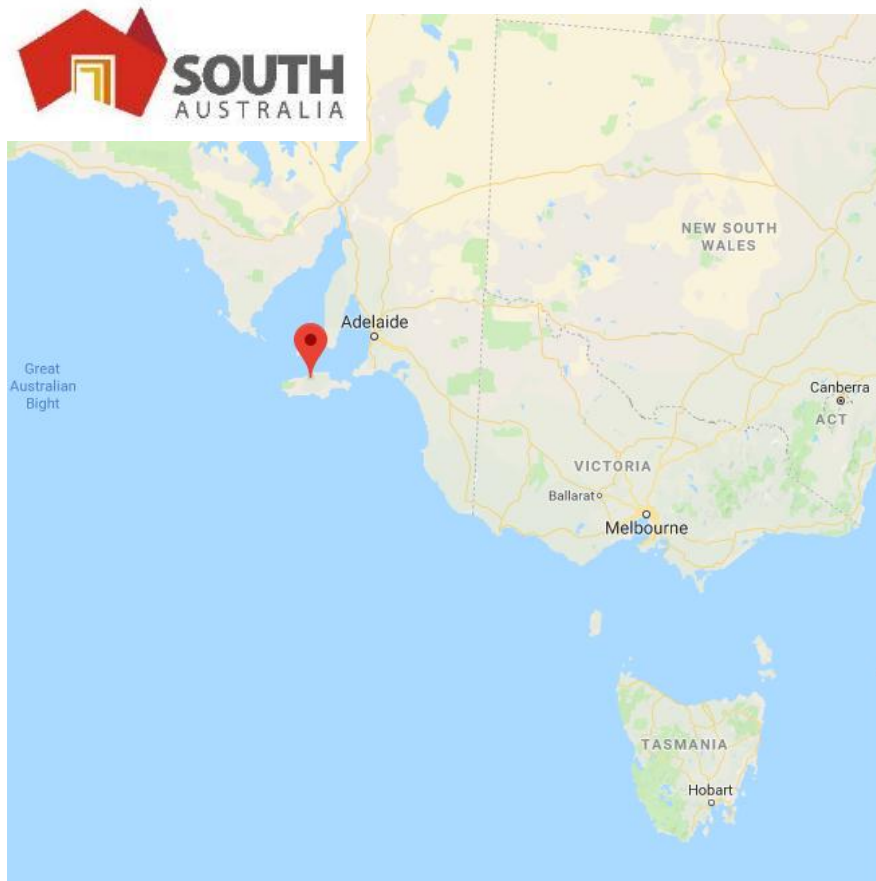 SOUTH
AUSTRALIA
NEW SOUTH
WALES
Adelaide
Great
Australian
Bight
Canberra
ACT
VICTORIA
Ballarat
Melbourne
TASMANIA
Hobart